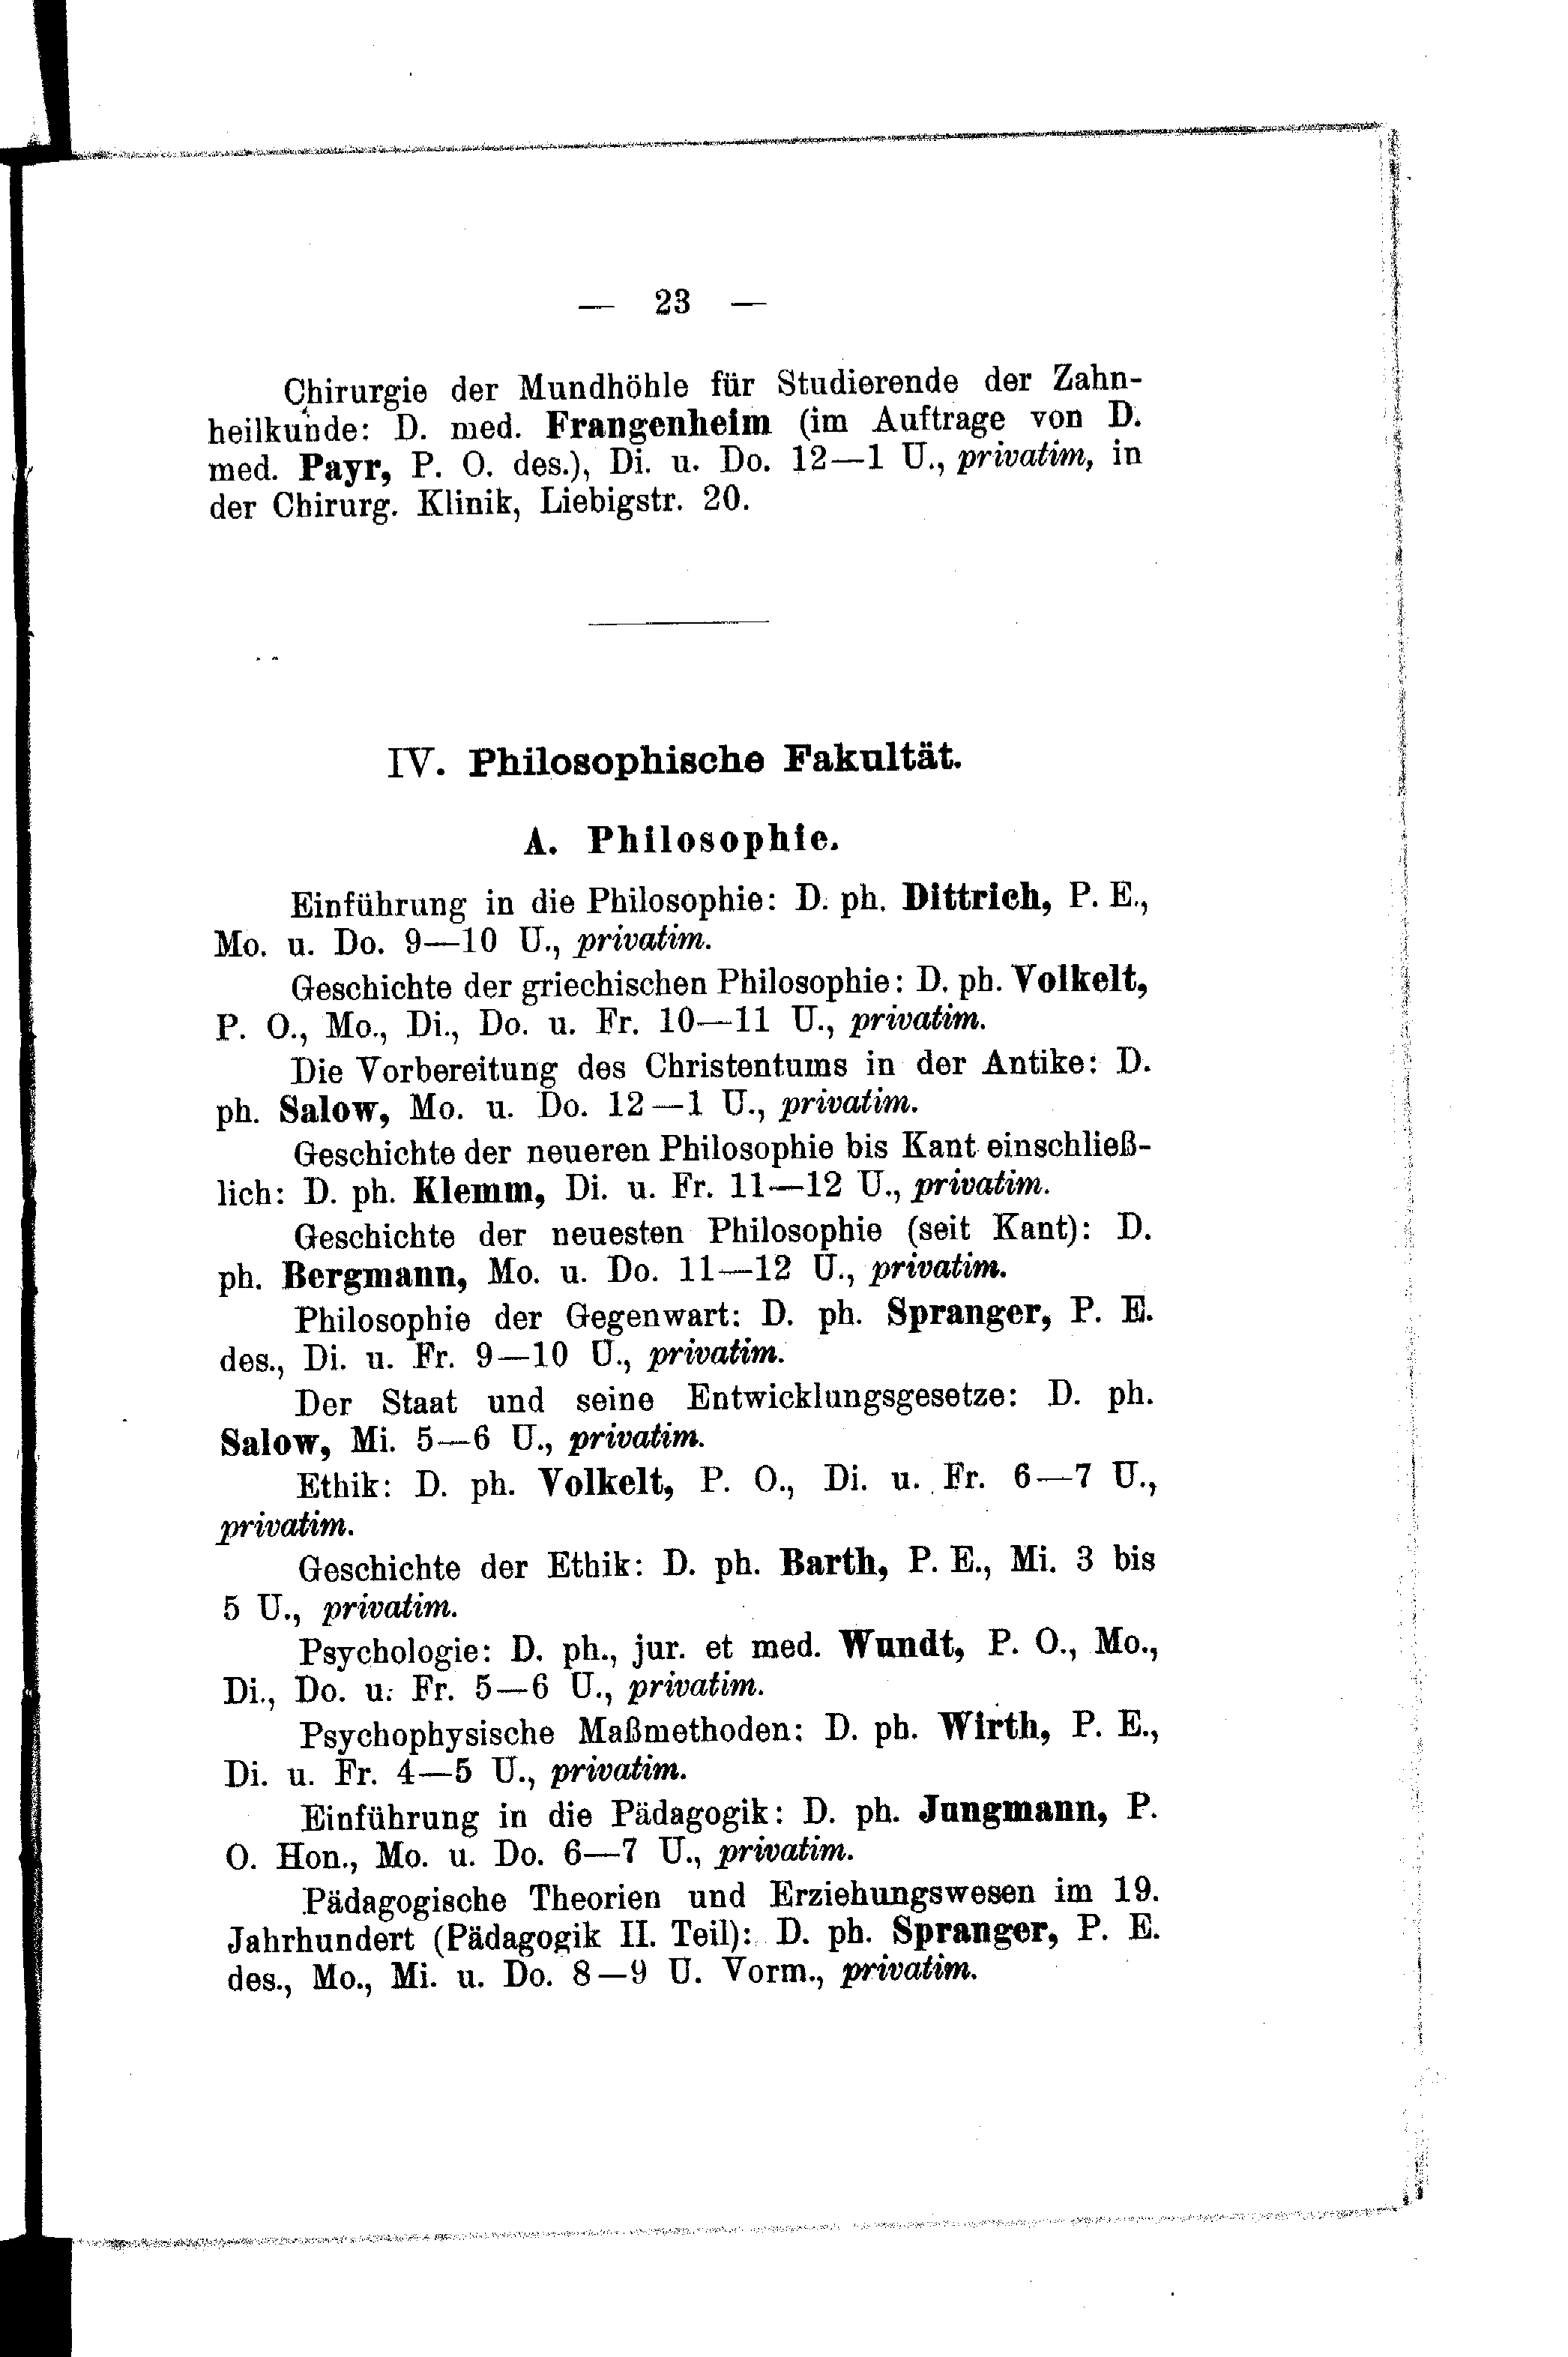 — 23 —
Chirurgie der Mundhöhle für Studierende der Zahn-
heilkunde: D. med. Frangenheim (im Auftrage von D.
med. Payr, P. O. des.), Di. u. Do. 12—1 U., privatim, in
der Chirurg. Klinik, Liebigstr. 20.
IV. Philosophische Fakultät.
A. Philosophie.
Einführung in die Philosophie: D. ph. Dittrich, P. E.,
Mo. u. Do. 9—10 U., privatim.
Geschichte der griechischen Philosophie: D. ph. Volkelt,
P. O., Mo., Di., Do. u. Fr. 10—11 U., privatim.
Die Vorbereitung des Christentums in der Antike: D.
ph. Salow, Mo. u. Do. 12—1 U., privatim.
Geschichte der neueren Philosophie bis Kant einschließ-
lich: D. ph. Klemm, Di. u. Fr. 11—12 U., privatim.
Geschichte der neuesten Philosophie (seit Kant): D.
ph. Bergmann, Mo. u. Do. 11—12 U., privatim.
Philosophie der Gegenwart: D. ph. Spranger, P. E.
des., Di. u. Fr. 9—10 U., privatim.
Der Staat und seine Entwicklungsgesetze: D. ph.
Salow, Mi. 5—6 U., privatim.
Ethik: D. ph. Volkelt, P. O., Di. u. Fr. 6—7 U.,
privatim.
Geschichte der Ethik: D. ph. Barth, P. E., Mi. 3 bis
5 U., privatim.
Psychologie: D. ph., jur. et med. Wundt, P. O., Mo.,
Di., Do. u. Fr. 5—6 U., privatim.
Psychophysische Maßmethoden: D. ph. Wirth, P. E.,
Di. u. Fr. 4—5 U., privatim.
Einführung in die Pädagogik: D. ph. Jungmann, P.
O. Hon., Mo. u. Do. 6—7 U., privatim.
Pädagogische Theorien und Erziehungswesen im 19.
Jahrhundert (Pädagogik II. Teil): D. ph. Spranger, P. E.
des., Mo., Mi. u. Do. 8—9 U. Vorm., privatim.